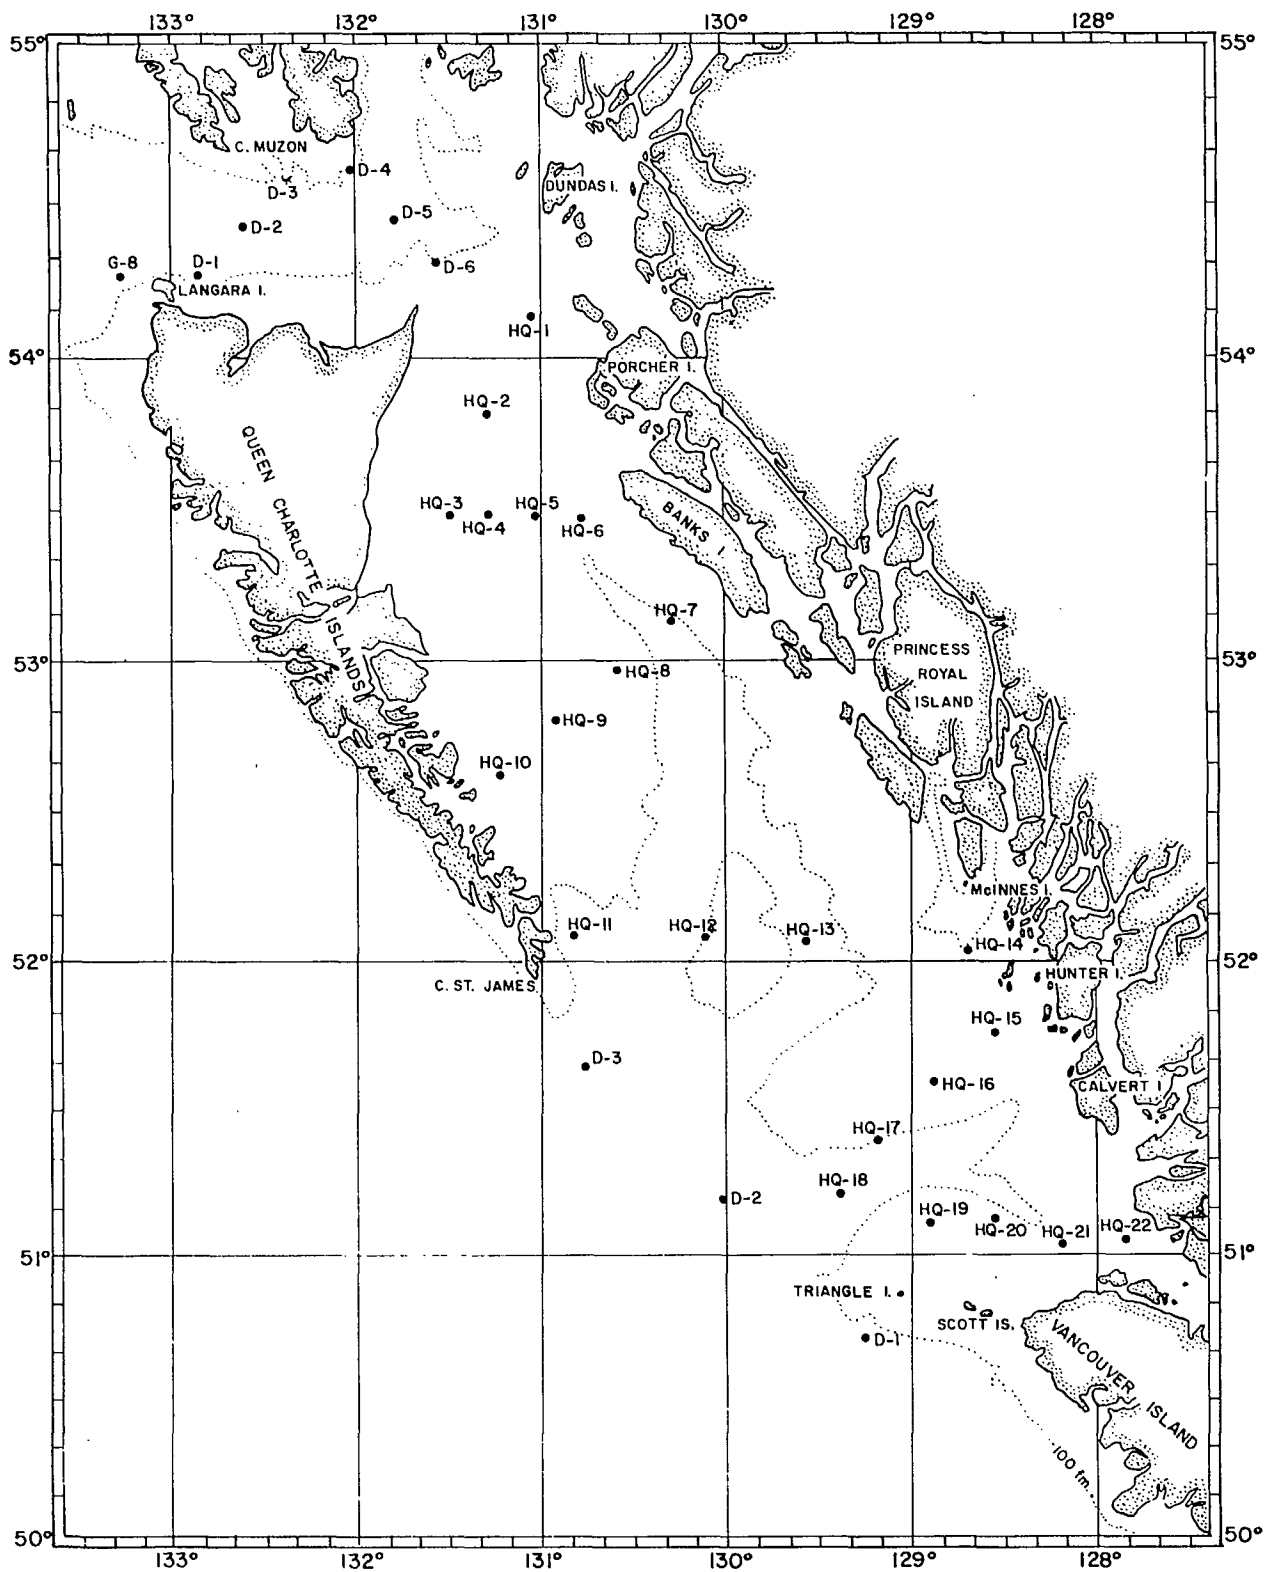 133° 132° 131° 130° 129° 128°
55° 55°
C. MUZON
D-4
D-3
DUNDAS I.
D-5
D-2
G-8 D-1 D-6
LANGARA I.
HQ-1
54° 54°
PORCHER I.
HQ-2
QUEEN CHARLOTTE ISLANDS
HQ-3 HQ-5
HQ-4 HQ-6
BANKS I
HQ-7
53° 53°
PRINCESS
ROYAL
ISLAND
HQ-8
HQ-9
HQ-10
McINNES I.
HQ-11 HQ-12 HQ-13
HQ-14
52° 52°
HUNTER I.
C. ST. JAMES
HQ-15
D-3
HQ-16
CALVERT I
HQ-17
HQ-18
D-2
HQ-19
HQ-20 HQ-21 HQ-22
51° 51°
TRIANGLE I.
SCOTT IS.
D-1
VANCOUVER ISLAND
100 fm.
50° 50°
133° 132° 131° 130° 129° 128°